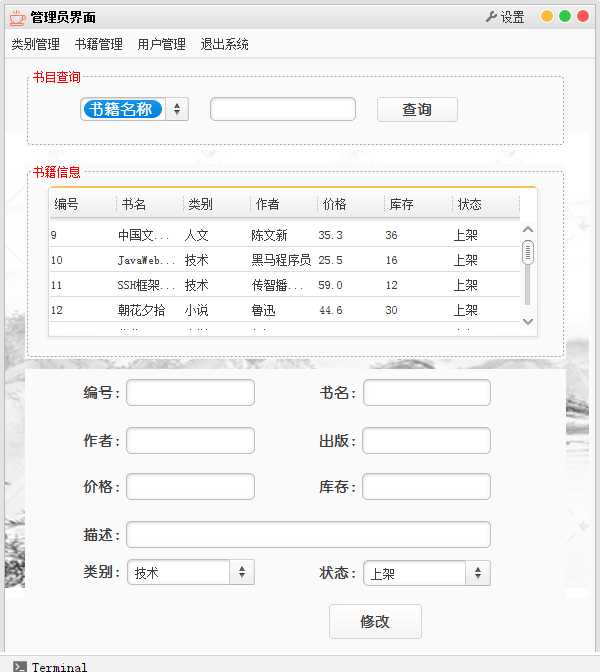 管理员界面 设置
类别管理 书籍管理 用户管理 退出系统
书目查询
书籍名称 查询
书籍信息
编号 书名 类别 作者 价格 库存 状态
9 中国文... 人文 陈文新 35.3 36 上架
10 JavaWeb... 技术 黑马程序员 25.5 16 上架
11 SSH框架... 技术 传智播... 59.0 12 上架
12 朝花夕拾 小说 鲁迅 44.6 30 上架
编号: 书名:
作者: 出版:
价格: 库存:
描述:
类别: 技术 状态: 上架
修改
Terminal